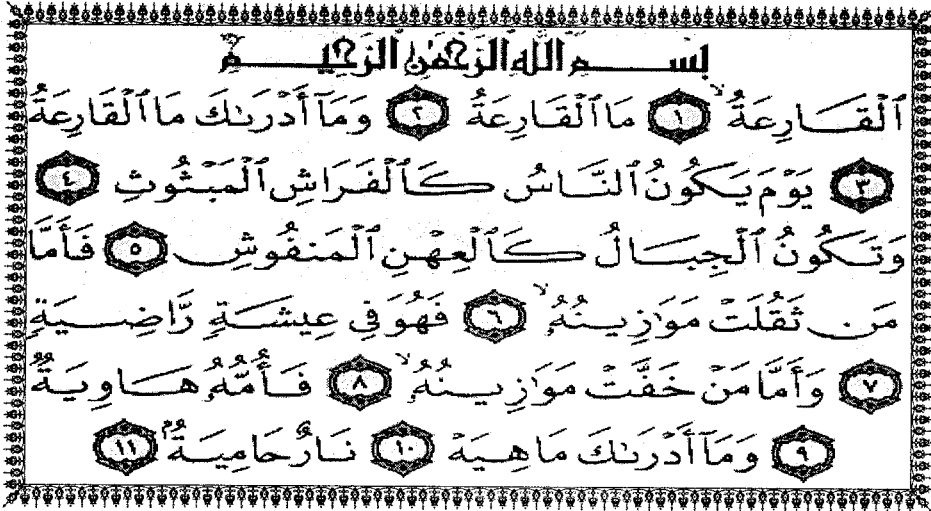 بِسْمِ ٱللَّهِ ٱلرَّحْمَٰنِ ٱلرَّحِيمِ
ٱلْقَارِعَةُ ۙ ١ مَا ٱلْقَارِعَةُ ٢ وَمَآ أَدْرَىٰكَ مَا ٱلْقَارِعَةُ
٣ يَوْمَ يَكُونُ ٱلنَّاسُ كَٱلْفَرَاشِ ٱلْمَبْثُوثِ ٤
وَتَكُونُ ٱلْجِبَالُ كَٱلْعِهْنِ ٱلْمَنفُوشِ ٥ فَأَمَّا
مَن ثَقُلَتْ مَوَٰزِينُهُۥ ۙ ٦ فَهُوَ فِي عِيشَةٍ رَّاضِيَةٍ
٧ وَأَمَّا مَنْ خَفَّتْ مَوَٰزِينُهُۥ ۙ ٨ فَأُمُّهُۥ هَاوِيَةٌ
٩ وَمَآ أَدْرَىٰكَ مَا هِيَهْ ١٠ نَارٌ حَامِيَةٌۢ ١١